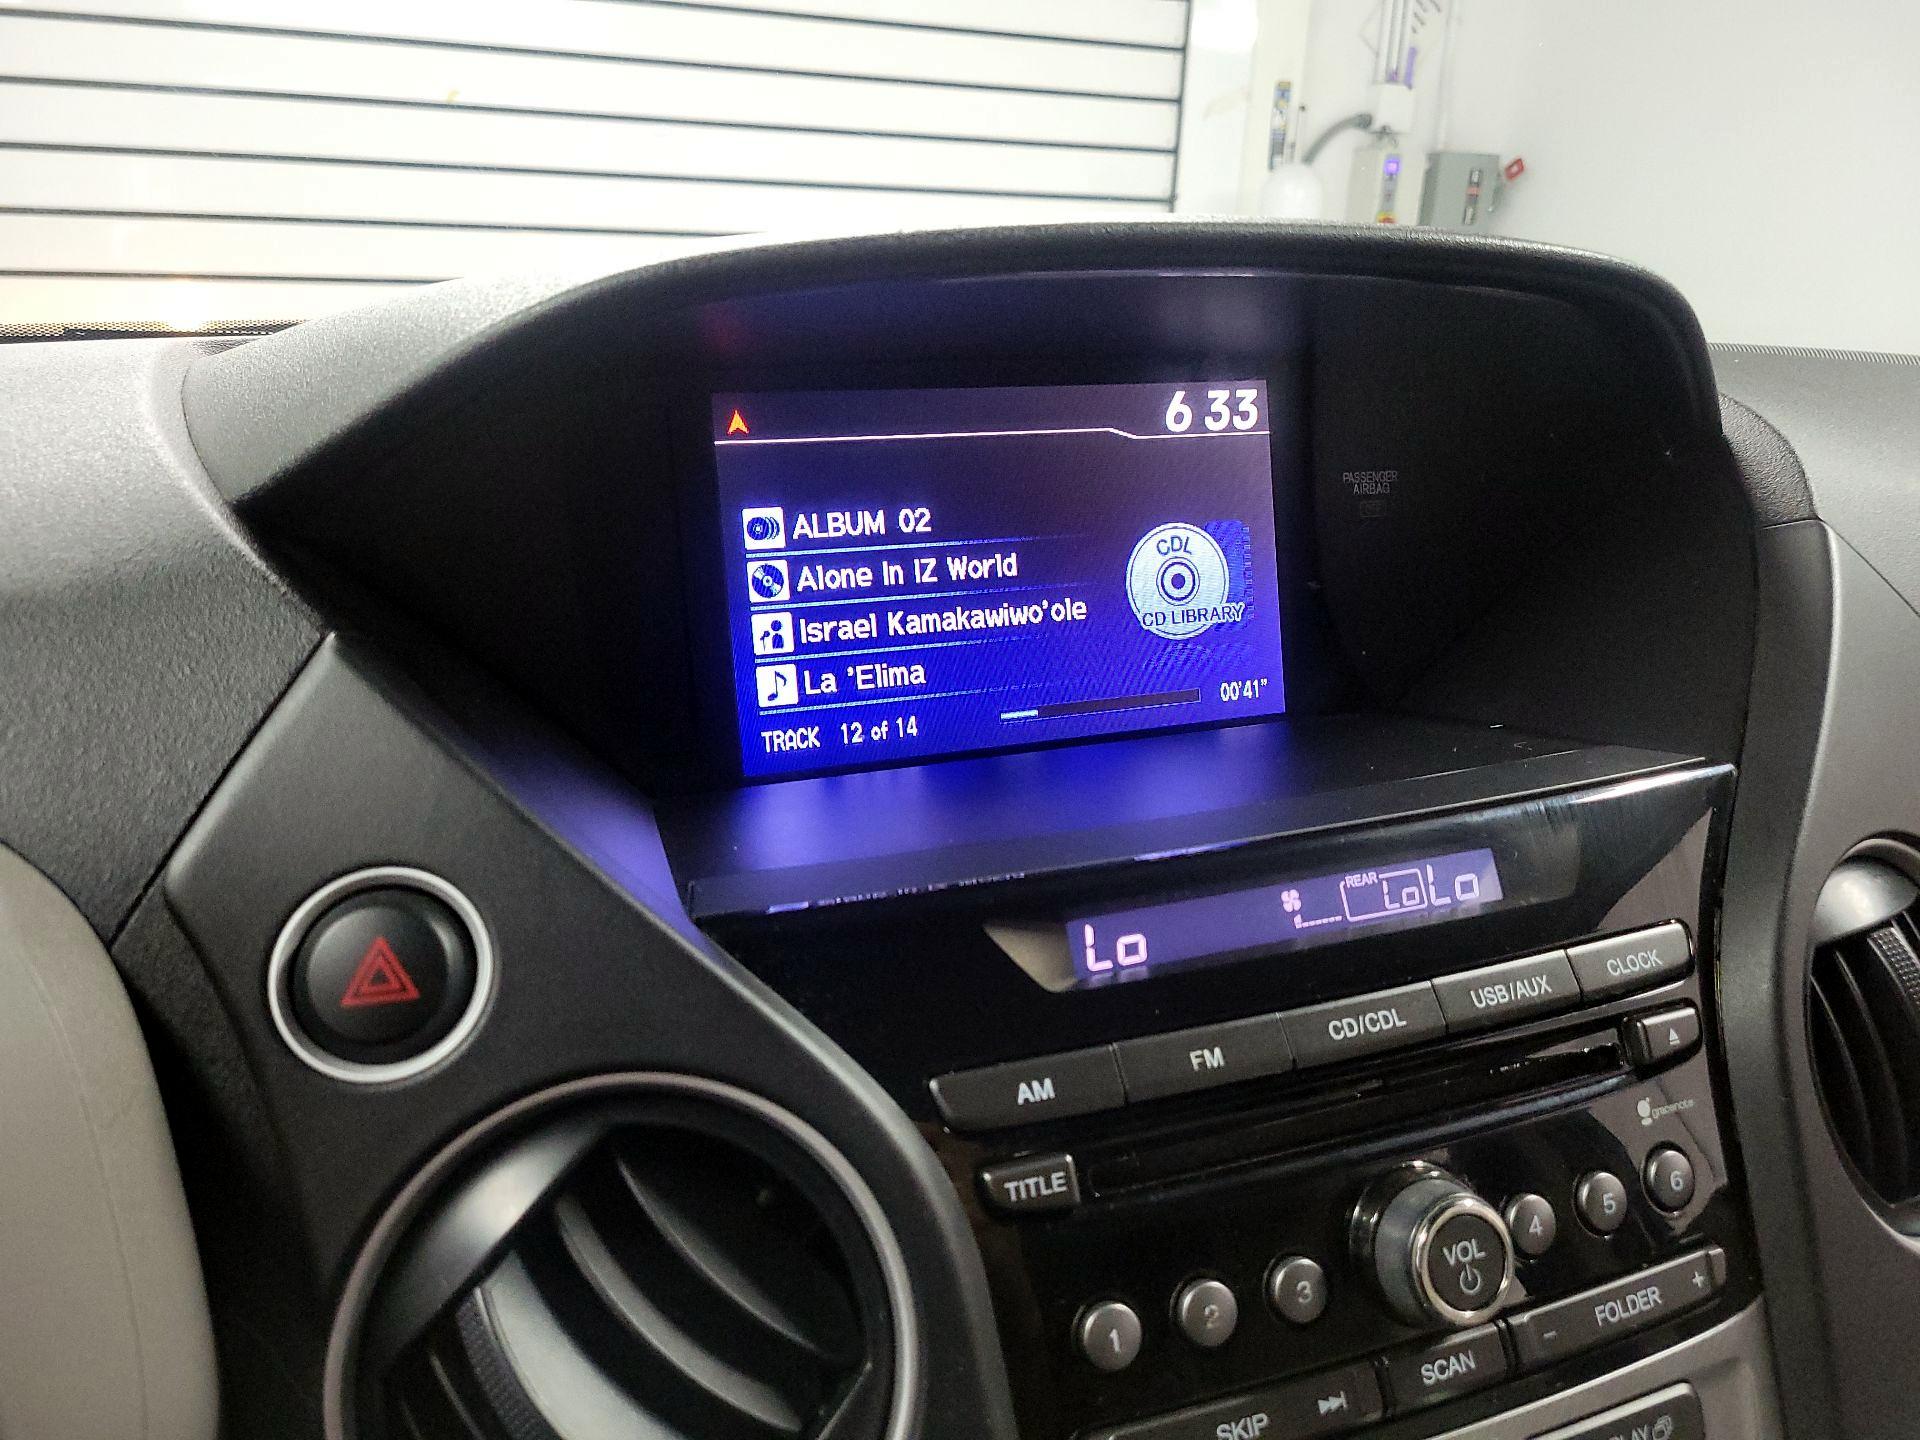 6 33
PASSENGER
AIRBAG
ALBUM 02
Alone In IZ World
Israel Kamakawiwo'ole
La 'Elima
CDL
CD LIBRARY
TRACK 12 of 14
00'41"
Lo
REAR Lo Lo
AM
FM
CD/CDL
USB/AUX
CLOCK
gracenote
TITLE
VOL
1
2
3
4
5
6
- FOLDER +
SCAN
SKIP